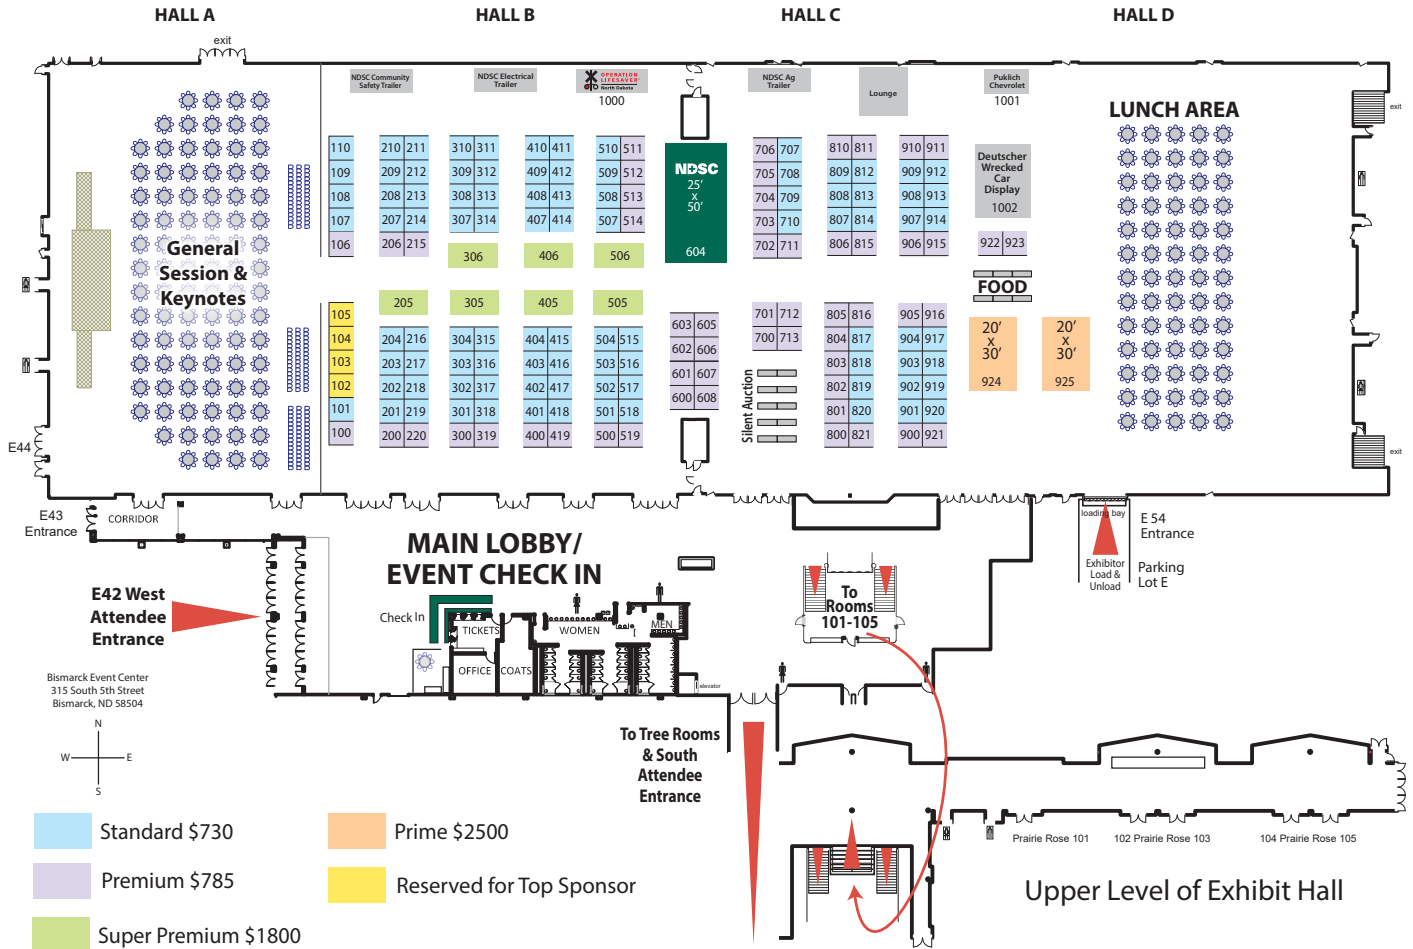 HALL A
HALL B
HALL C
HALL D
exit
NDSC Community
Safety Trailer
NDSC Electrical
Trailer
OPERATION
LIFESAVER
North Dakota
1000
NDSC Ag
Trailer
Lounge
Puklich
Chevrolet
1001
exit
LUNCH AREA
110
210 211
310 311
410 411
510 511
109
209 212
309 312
409 412
509 512
108
208 213
308 313
408 413
508 513
107
207 214
307 314
407 414
507 514
106
206 215
306
406
506
NDSC
25'
x
50'
604
706 707
705 708
704 709
703 710
702 711
810 811
809 812
808 813
807 814
806 815
910 911
909 912
908 913
907 914
906 915
Deutscher
Wrecked
Car
Display
1002
922 923
FOOD
General
Session &
Keynotes
105
104
103
102
101
100
205
305
405
505
204 216
203 217
202 218
201 219
200 220
304 315
303 316
302 317
301 318
300 319
404 415
403 416
402 417
401 418
400 419
504 515
503 516
502 517
501 518
500 519
603 605
602 606
601 607
600 608
701 712
700 713
Silent Auction
805 816
804 817
803 818
802 819
801 820
800 821
905 916
904 917
903 918
902 919
901 920
900 921
20'
x
30'
924
20'
x
30'
925
exit
E44
E43
Entrance
CORRIDOR
MAIN LOBBY/
EVENT CHECK IN
loading bay
E 54
Entrance
Exhibitor
Load &
Unload
Parking
Lot E
E42 West
Attendee
Entrance
Check In
TICKETS
WOMEN
MEN
OFFICE
COATS
elevator
To
Rooms
101-105
Bismarck Event Center
315 South 5th Street
Bismarck, ND 58504
N
W
E
S
To Tree Rooms
& South
Attendee
Entrance
Standard $730
Premium $785
Super Premium $1800
Prime $2500
Reserved for Top Sponsor
Prairie Rose 101
102 Prairie Rose 103
104 Prairie Rose 105
Upper Level of Exhibit Hall